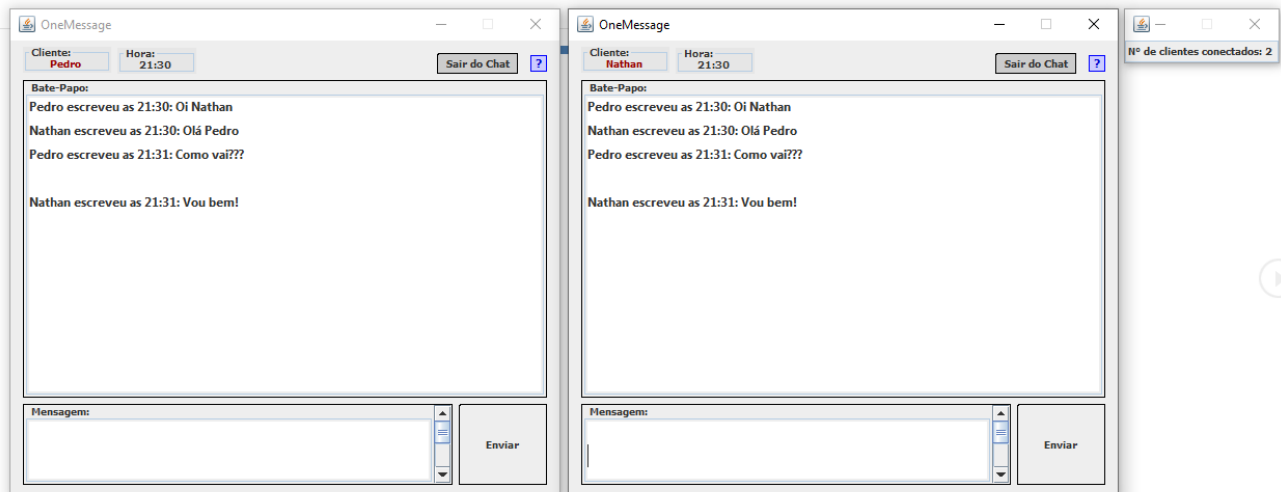 OneMessage
Cliente:
Pedro
Hora:
21:30
Sair do Chat
?
Bate-Papo:
Pedro escreveu as 21:30: Oi Nathan
Nathan escreveu as 21:30: Olá Pedro
Pedro escreveu as 21:31: Como vai???
Nathan escreveu as 21:31: Vou bem!
Mensagem:
Enviar
OneMessage
Cliente:
Nathan
Hora:
21:30
Sair do Chat
?
Bate-Papo:
Pedro escreveu as 21:30: Oi Nathan
Nathan escreveu as 21:30: Olá Pedro
Pedro escreveu as 21:31: Como vai???
Nathan escreveu as 21:31: Vou bem!
Mensagem:
Enviar
N° de clientes conectados: 2